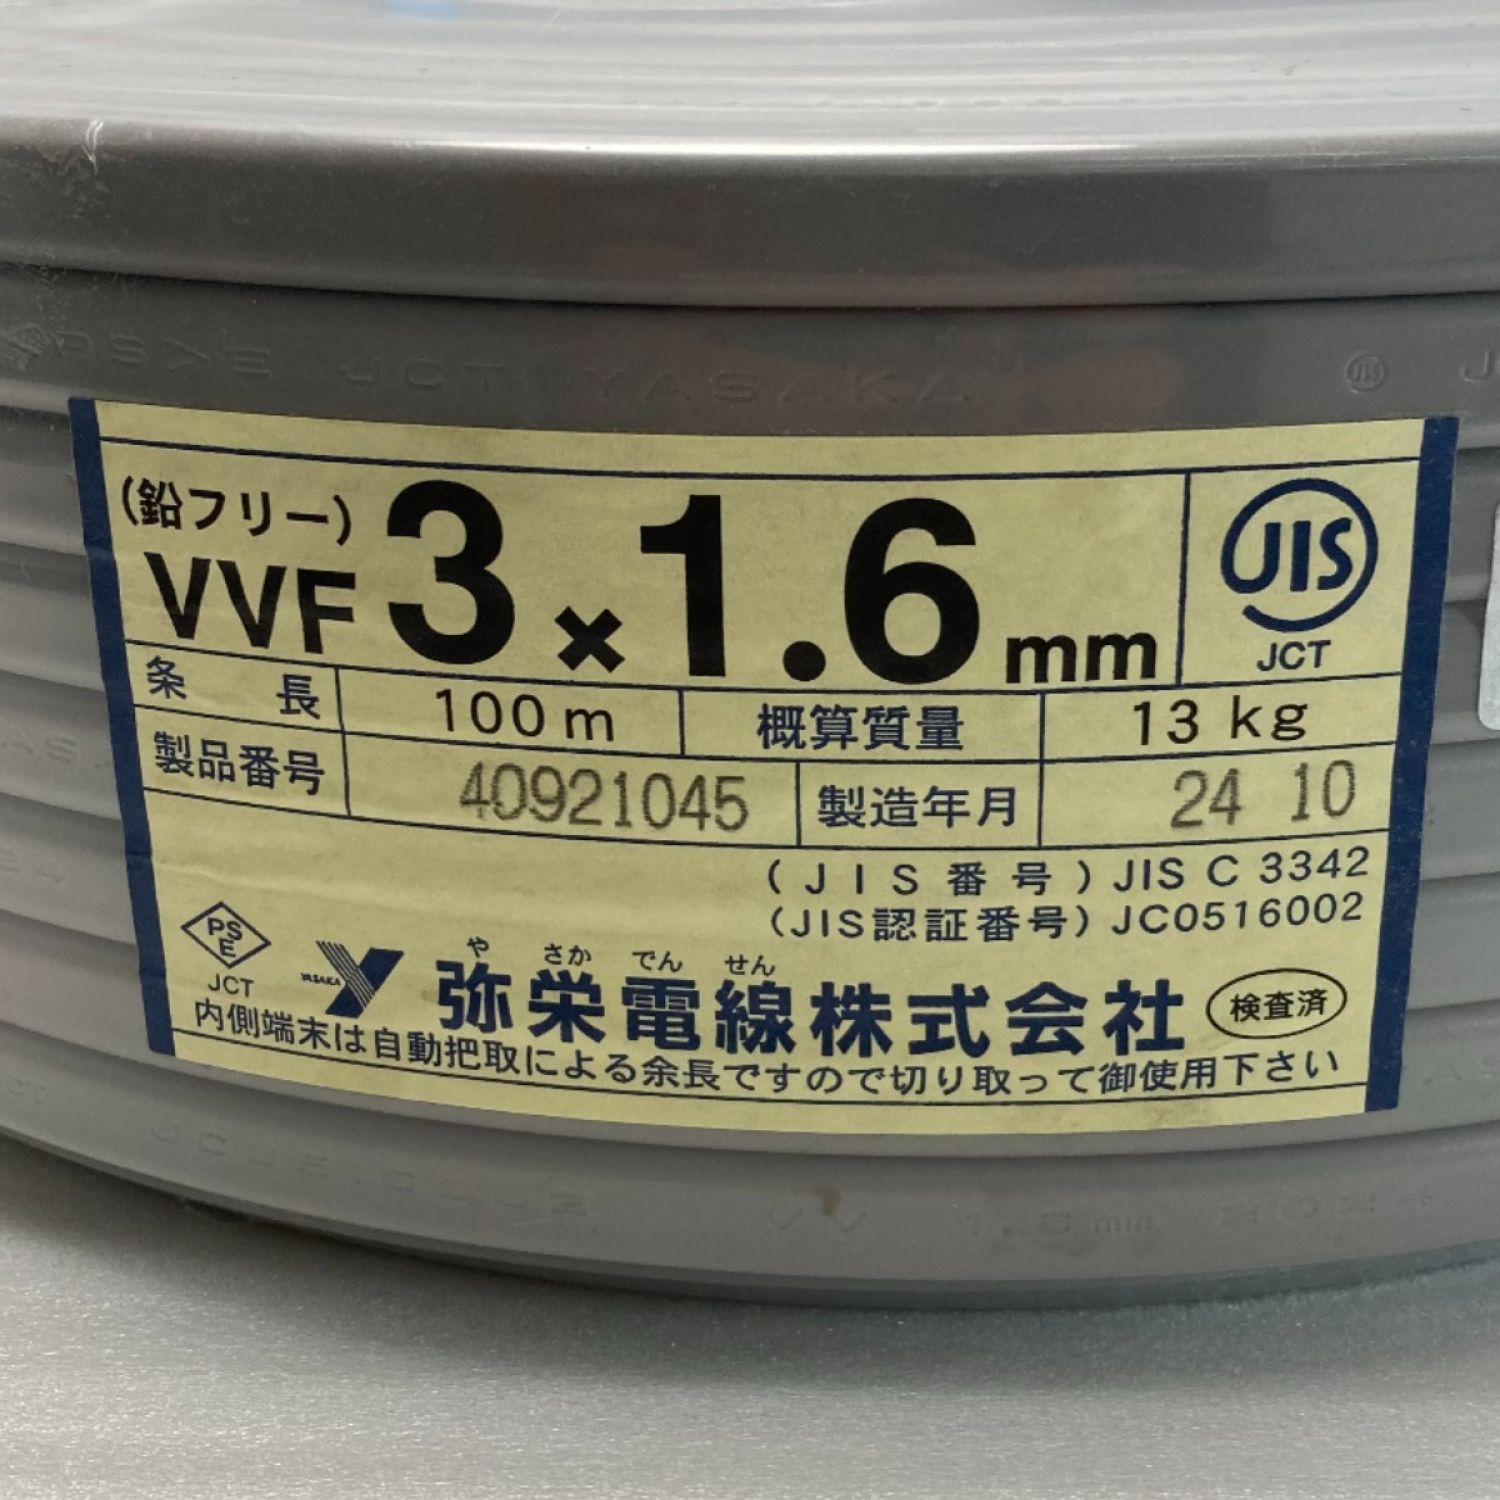 PS E JCT YASAKA
JIS
(鉛フリー)
VVF 3×1.6mm
JIS
JCT
条長 100m 概算質量 13kg
製品番号 40921045 製造年月 24 10
(JIS番号) JIS C 3342
(JIS認証番号) JC0516002
PS
E
JCT
YASAKA
や さか でん せん
弥栄電線株式会社
検査済
内側端末は自動把取による余長ですので切り取って御使用下さい
1.6mm